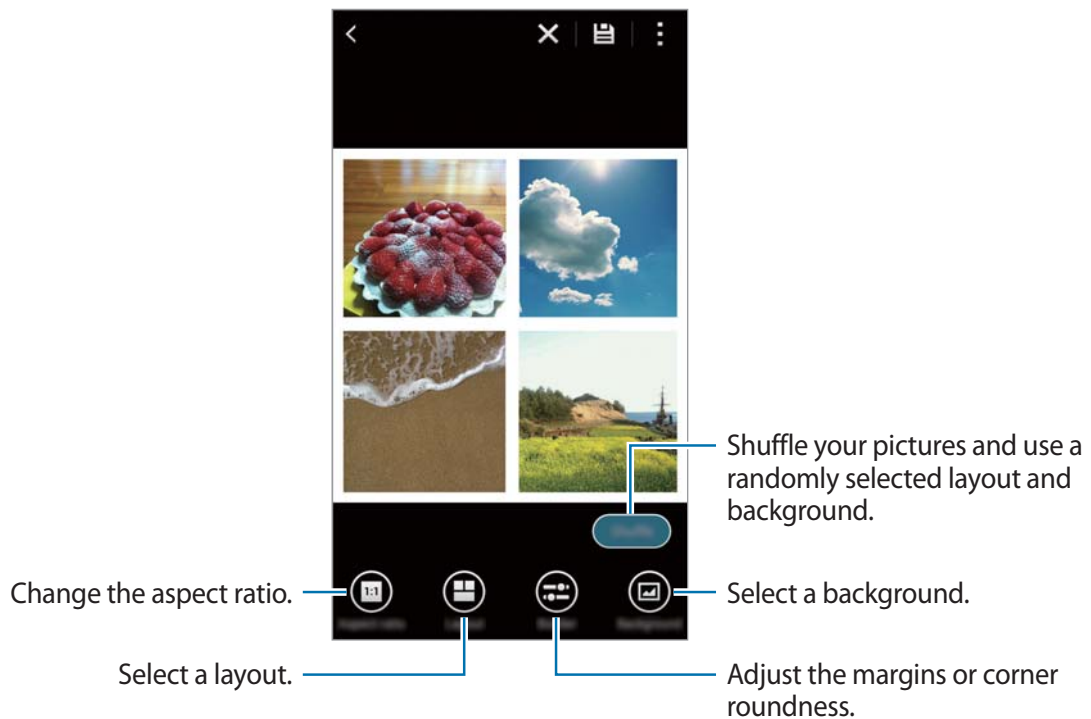 Shuffle your pictures and use a
randomly selected layout and
background.
Change the aspect ratio.
1:1
Select a background.
Select a layout.
Adjust the margins or corner
roundness.